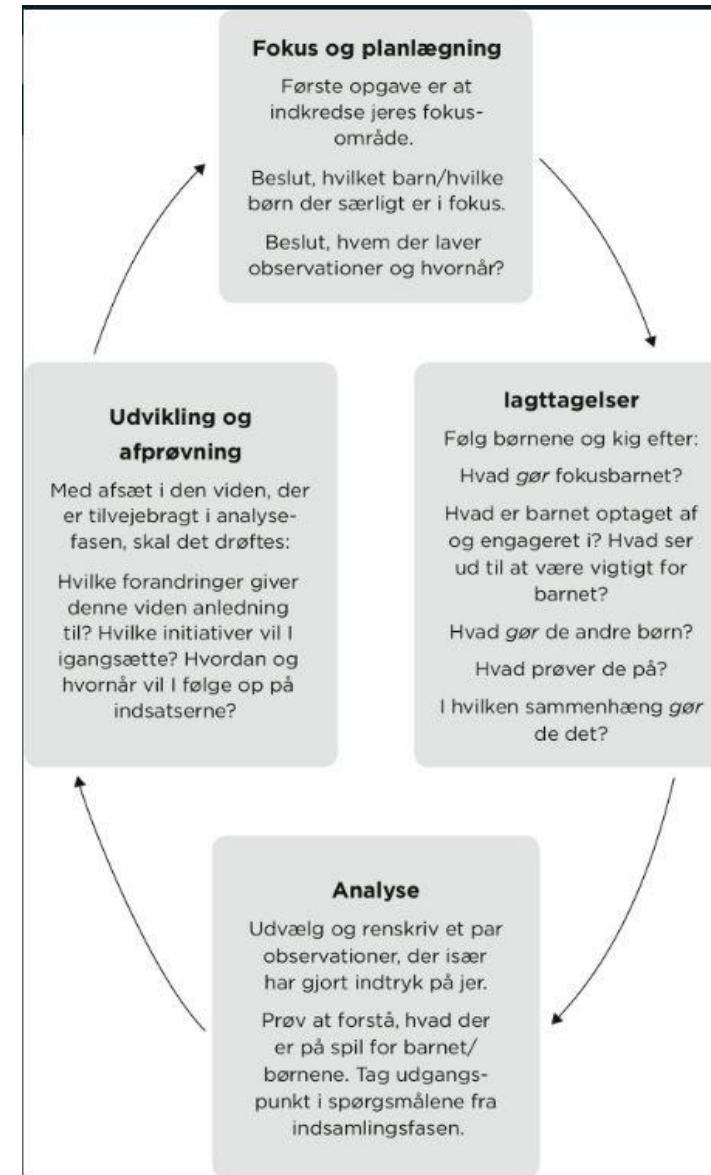 Fokus og planlægning
Første opgave er at
indkredse jeres fokus-
område.
Beslut, hvilket barn/hvilke
børn der særligt er i fokus.
Beslut, hvem der laver
observationer og hvornår?
Iagttagelser
Følg børnene og kig efter:
Hvad gør fokusbarnet?
Hvad er barnet optaget af
og engageret i? Hvad ser
ud til at være vigtigt for
barnet?
Hvad gør de andre børn?
Hvad prøver de på?
I hvilken sammenhæng gør
de det?
Analyse
Udvælg og renskriv et par
observationer, der især
har gjort indtryk på jer.
Prøv at forstå, hvad der
er på spil for barnet/
børnene. Tag udgangs-
punkt i spørgsmålene fra
indsamlingsfasen.
Udvikling og
afprøvning
Med afsæt i den viden, der
er tilvejebragt i analyse-
fasen, skal det drøftes:
Hvilke forandringer giver
denne viden anledning
til? Hvilke initiativer vil I
igangsætte? Hvordan og
hvornår vil I følge op på
indsatserne?